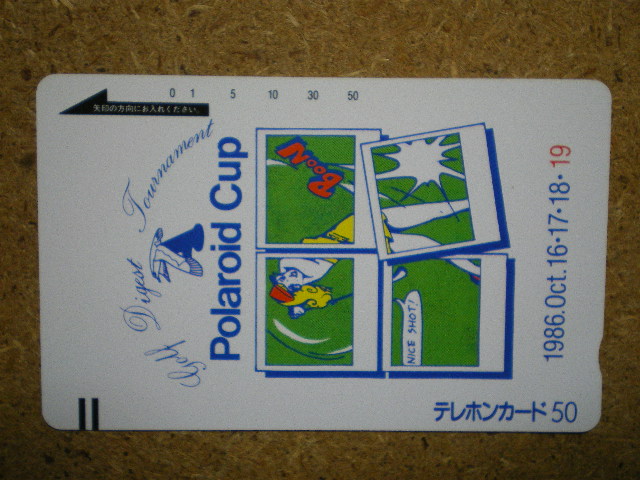 0 1 5 10 30 50
矢印の方向にお入れください。
Golf Digest Tournament
Polaroid Cup
BOON
NICE SHOT!
1986.Oct.16·17·18·19
テレホンカード50